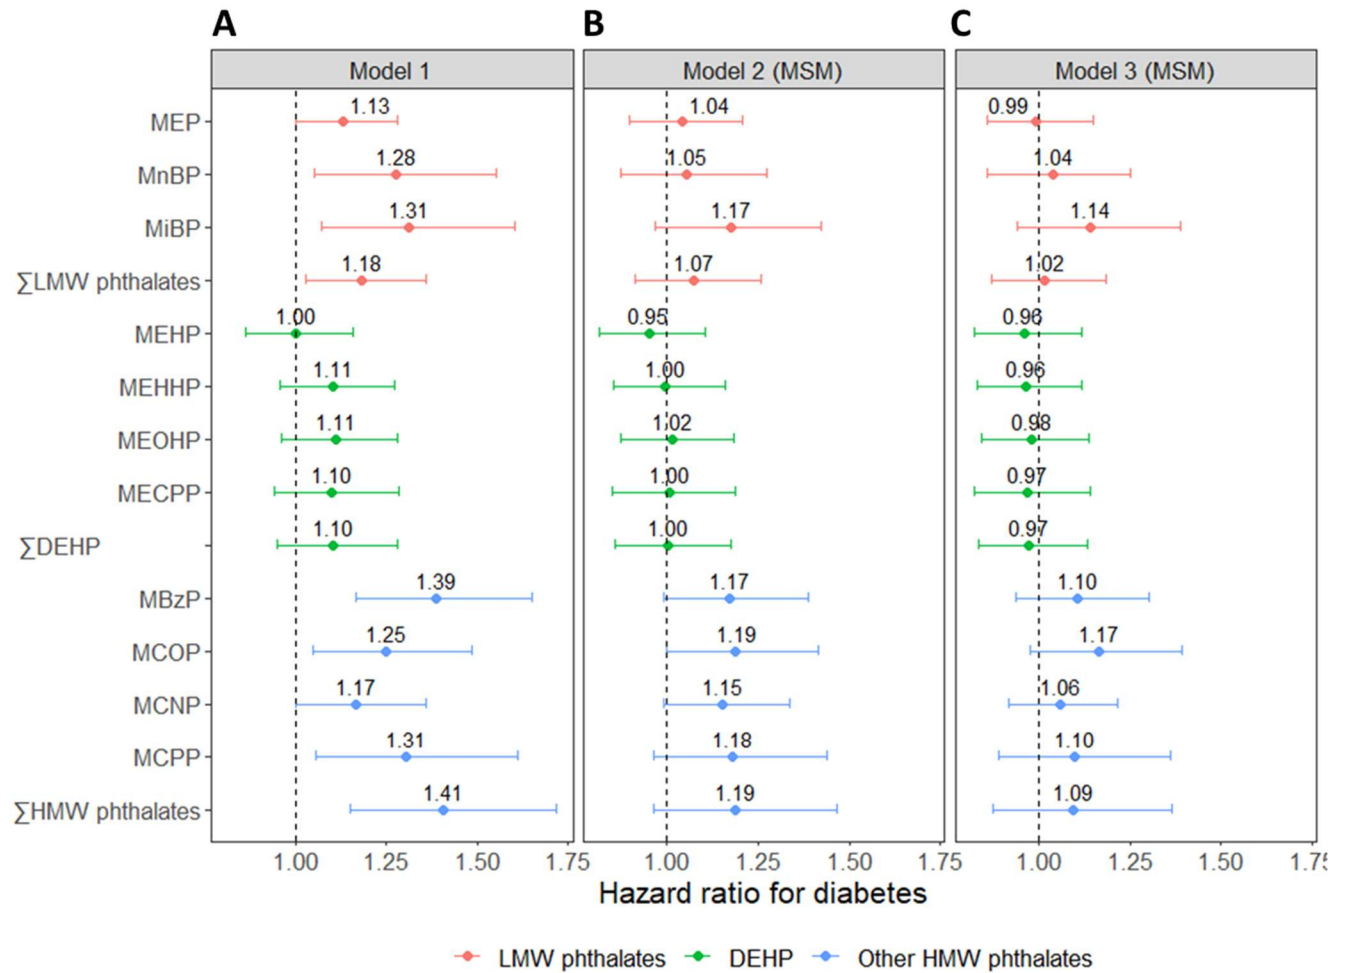 A B C
Model 1 Model 2 (MSM) Model 3 (MSM)
MEP 1.13 1.04 0.99
MnBP 1.28 1.05 1.04
MiBP 1.31 1.17 1.14
∑LMW phthalates 1.18 1.07 1.02
MEHP 1.00 0.95 0.96
MEHHP 1.11 1.00 0.96
MEOHP 1.11 1.02 0.98
MECPP 1.10 1.00 0.97
∑DEHP 1.10 1.00 0.97
MBzP 1.39 1.17 1.10
MCOP 1.25 1.19 1.17
MCNP 1.17 1.15 1.06
MCPP 1.31 1.18 1.10
∑HMW phthalates 1.41 1.19 1.09
1.00 1.25 1.50 1.75 1.00 1.25 1.50 1.75 1.00 1.25 1.50 1.75
Hazard ratio for diabetes
LMW phthalates DEHP Other HMW phthalates